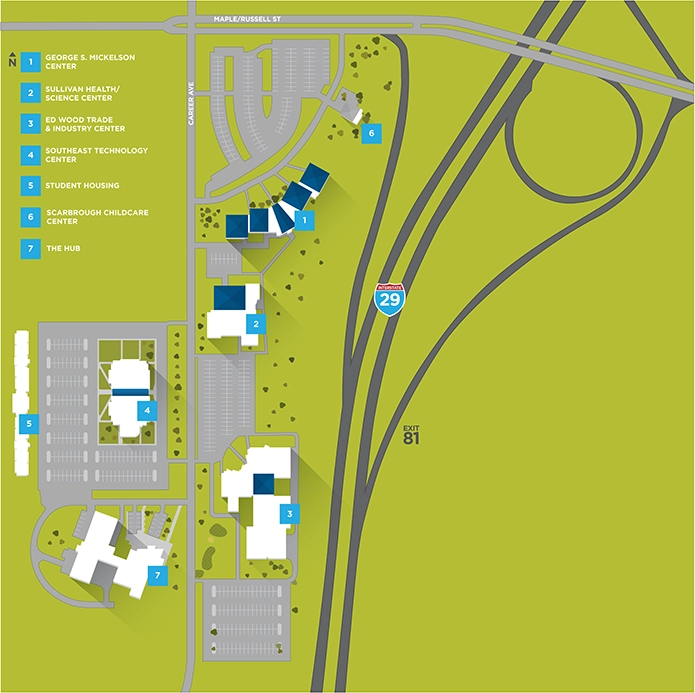 MAPLE/RUSSELL ST
N
1
GEORGE S. MICKELSON
CENTER
2
SULLIVAN HEALTH/
SCIENCE CENTER
3
ED WOOD TRADE
& INDUSTRY CENTER
4
SOUTHEAST TECHNOLOGY
CENTER
5
STUDENT HOUSING
6
SCARBROUGH CHILDCARE
CENTER
7
THE HUB
CAREER AVE
6
1
INTERSTATE
29
2
4
5
EXIT
81
3
7